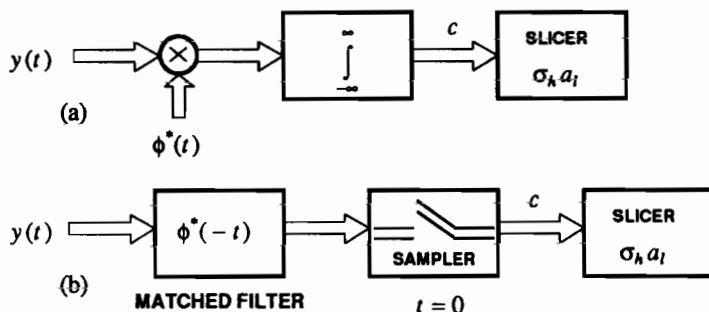 c
SLICER
y(t)
×
∫
∞
−∞
σ_h a_l
(a)
ϕ*(t)
c
y(t)
ϕ*(−t)
SLICER
SAMPLER
σ_h a_l
(b)
MATCHED FILTER
t = 0